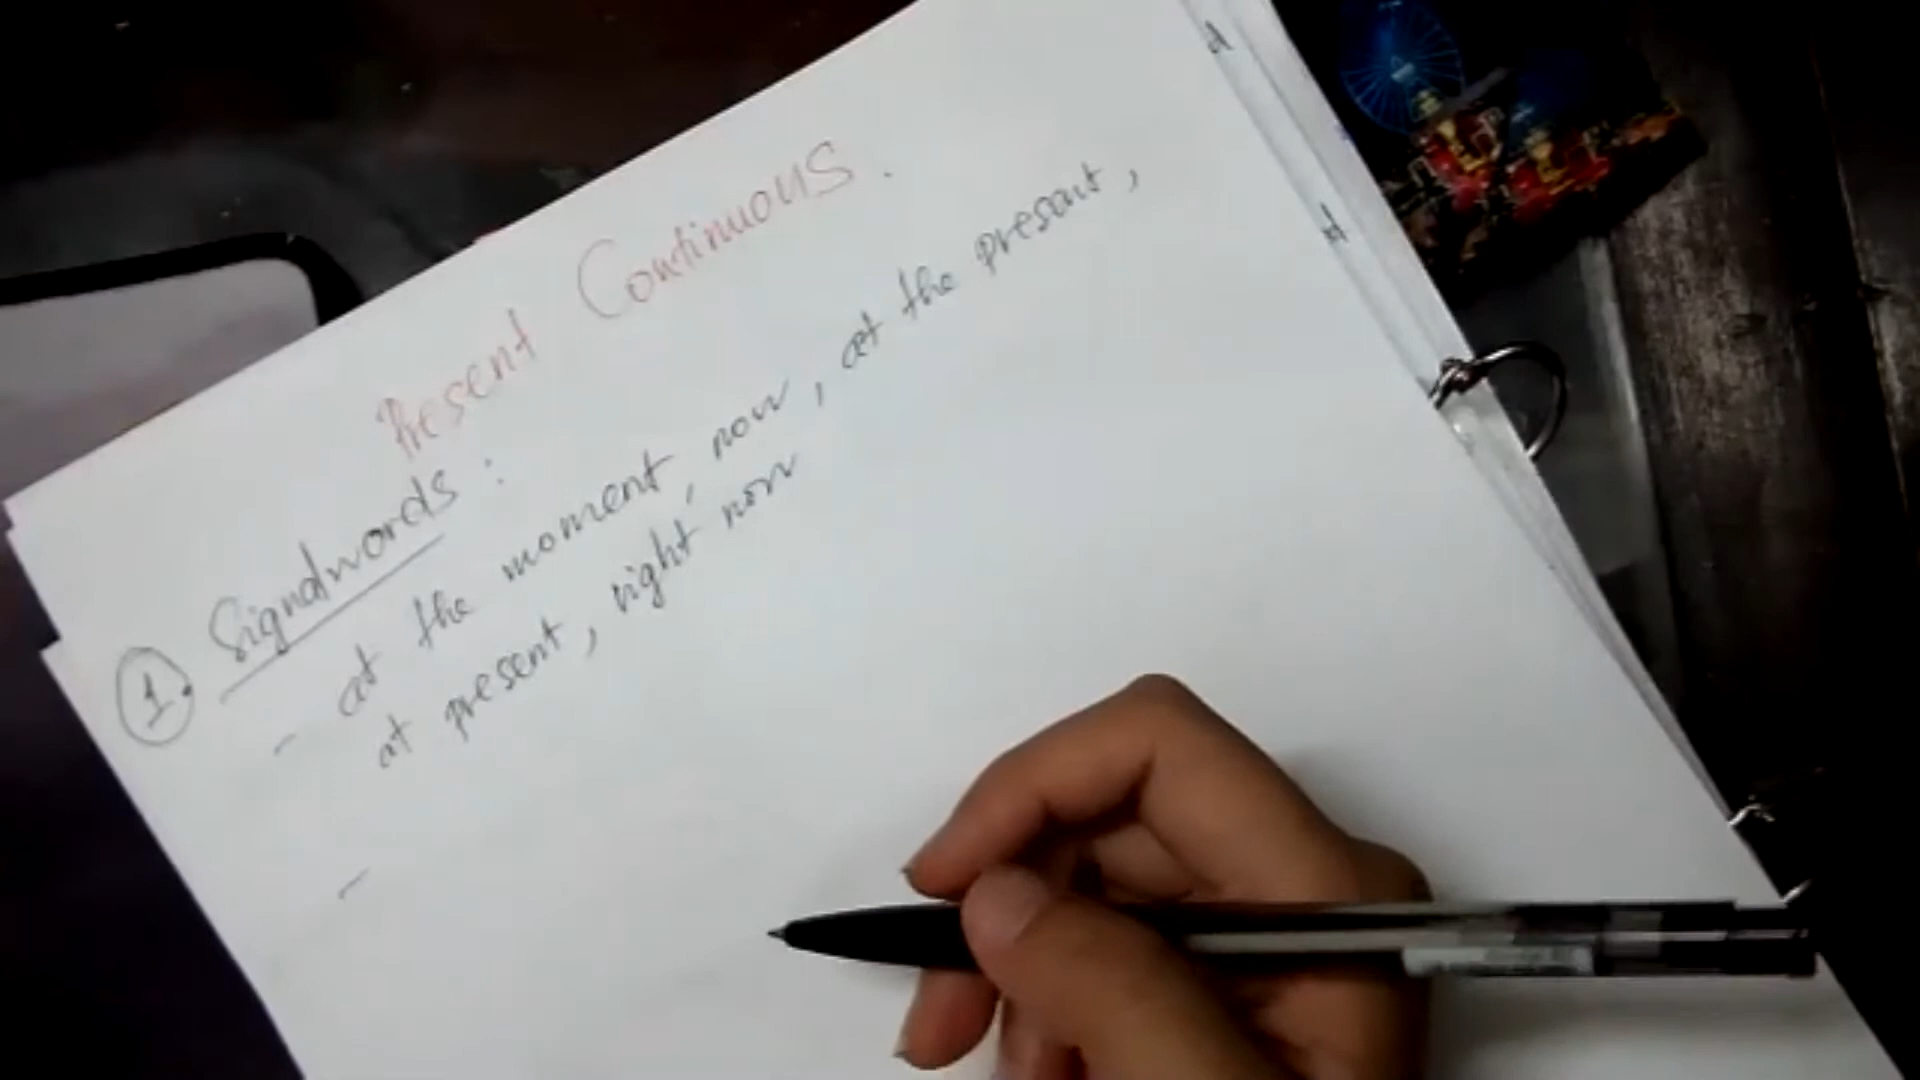 Present Continuous.
1. Signalwords:
- at the moment, now, at the present,
at present, right now
-